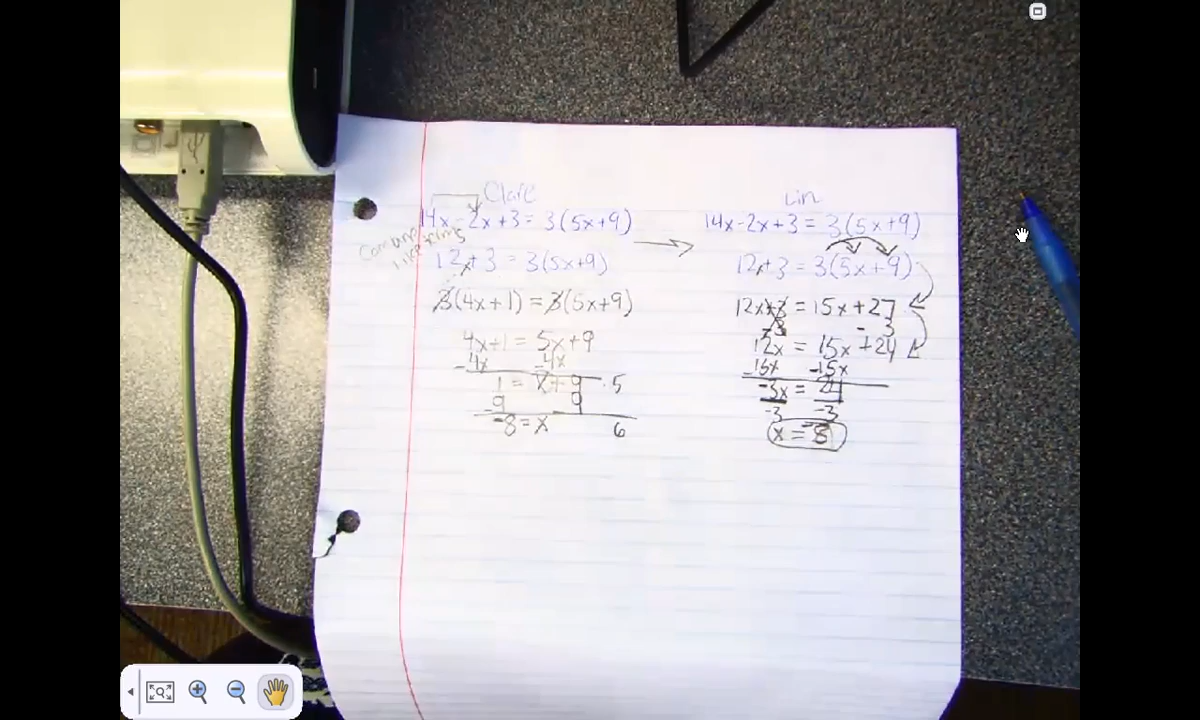 Clare
14x-2x+3 = 3(5x+9)
Combine
like terms
12x+3 = 3(5x+9)
3(4x+1) = 3(5x+9)
4x+1 = 5x+9
-4x -4x
1 = x+9 .5
-9 -9
-8 = x 6
Lin
14x-2x+3 = 3(5x+9)
12x+3 = 3(5x+9)
12x+3 = 15x+27
-3 -3
12x = 15x+24
-15x -15x
-3x = 24
-3 -3
x = -8